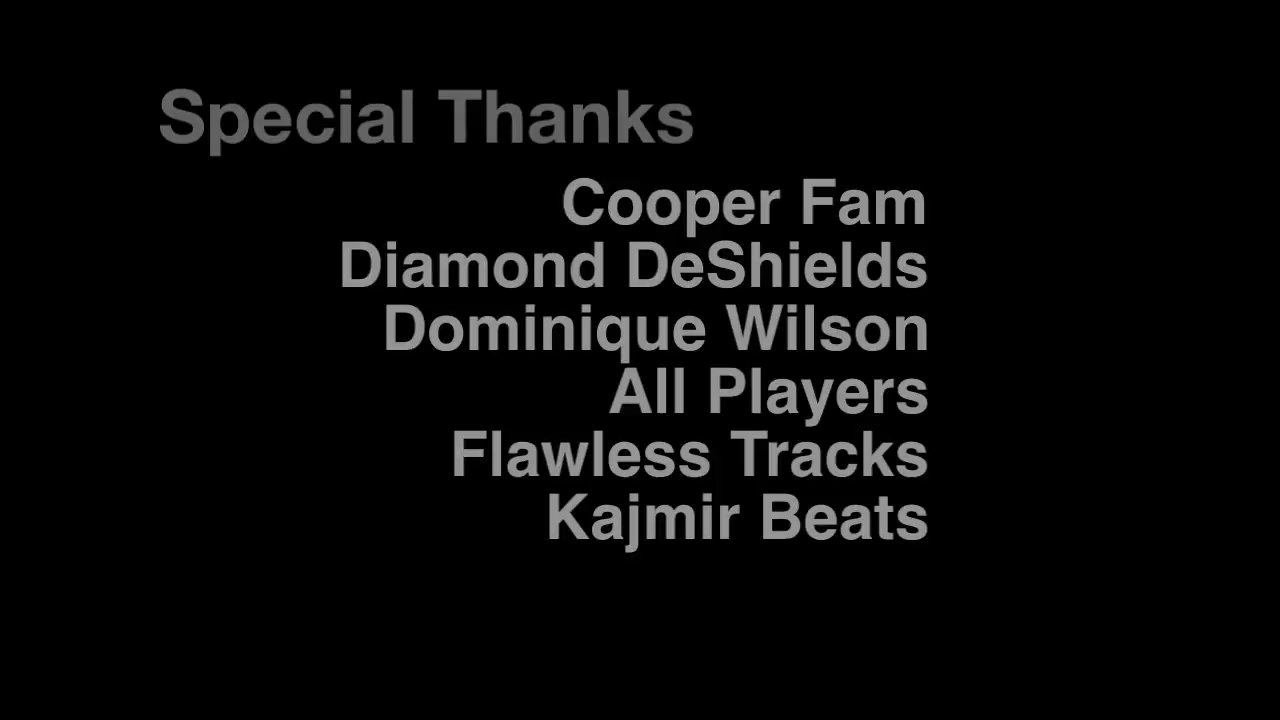 Special Thanks
Cooper Fam
Diamond DeShields
Dominique Wilson
All Players
Flawless Tracks
Kajmir Beats